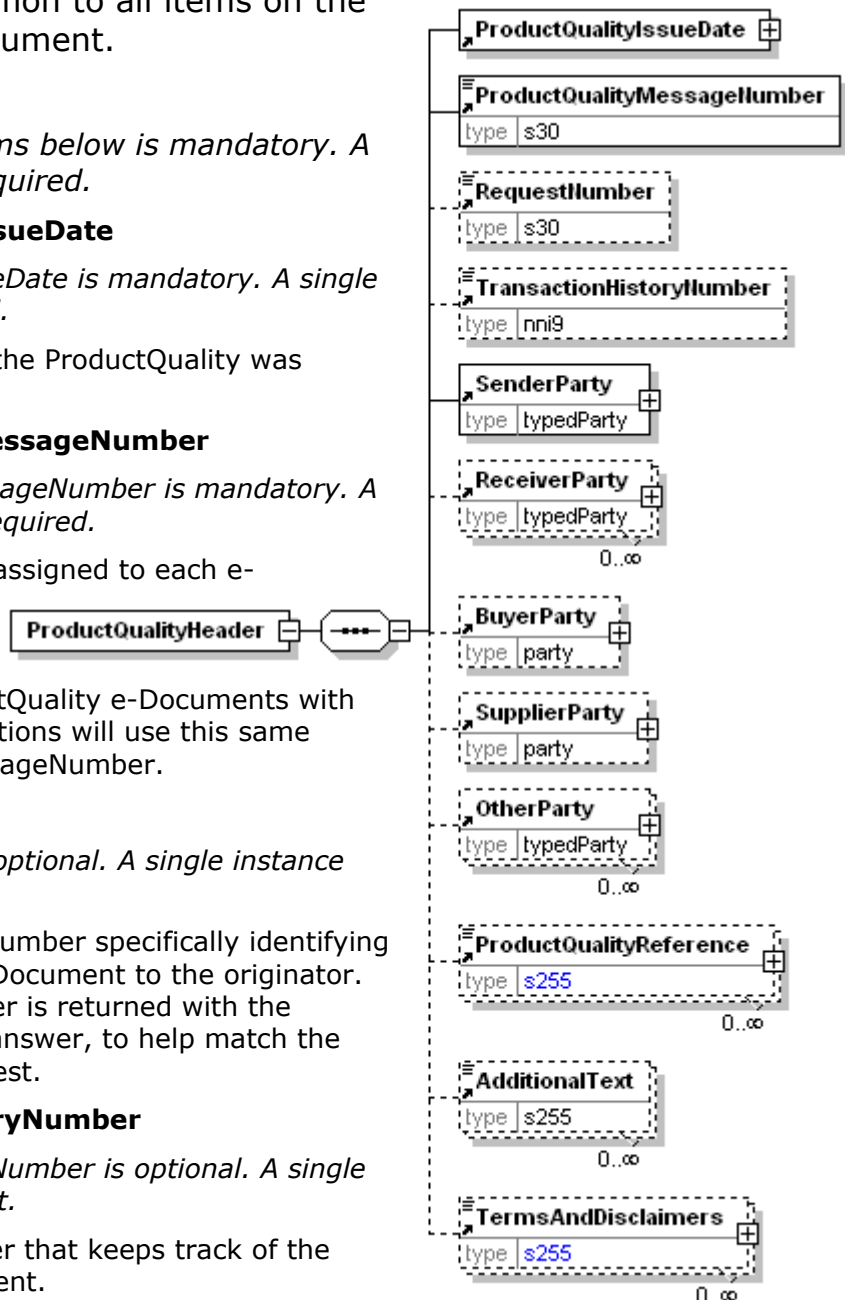 tion to all items on the
ument.
ms below is mandatory. A
quired.
sueDate
eDate is mandatory. A single
.
the ProductQuality was
essageNumber
sageNumber is mandatory. A
equired.
assigned to each e-
tQuality e-Documents with
tions will use this same
ageNumber.
optional. A single instance
umber specifically identifying
Document to the originator.
er is returned with the
answer, to help match the
est.
ryNumber
Number is optional. A single
t.
er that keeps track of the
ent.
ProductQualityHeader
ProductQualityIssueDate
ProductQualityMessageNumber
type s30
RequestNumber
type s30
TransactionHistoryNumber
type nni9
SenderParty
type typedParty
ReceiverParty
type typedParty
0..∞
BuyerParty
type party
SupplierParty
type party
OtherParty
type typedParty
0..∞
ProductQualityReference
type s255
0..∞
AdditionalText
type s255
0..∞
TermsAndDisclaimers
type s255
0..∞